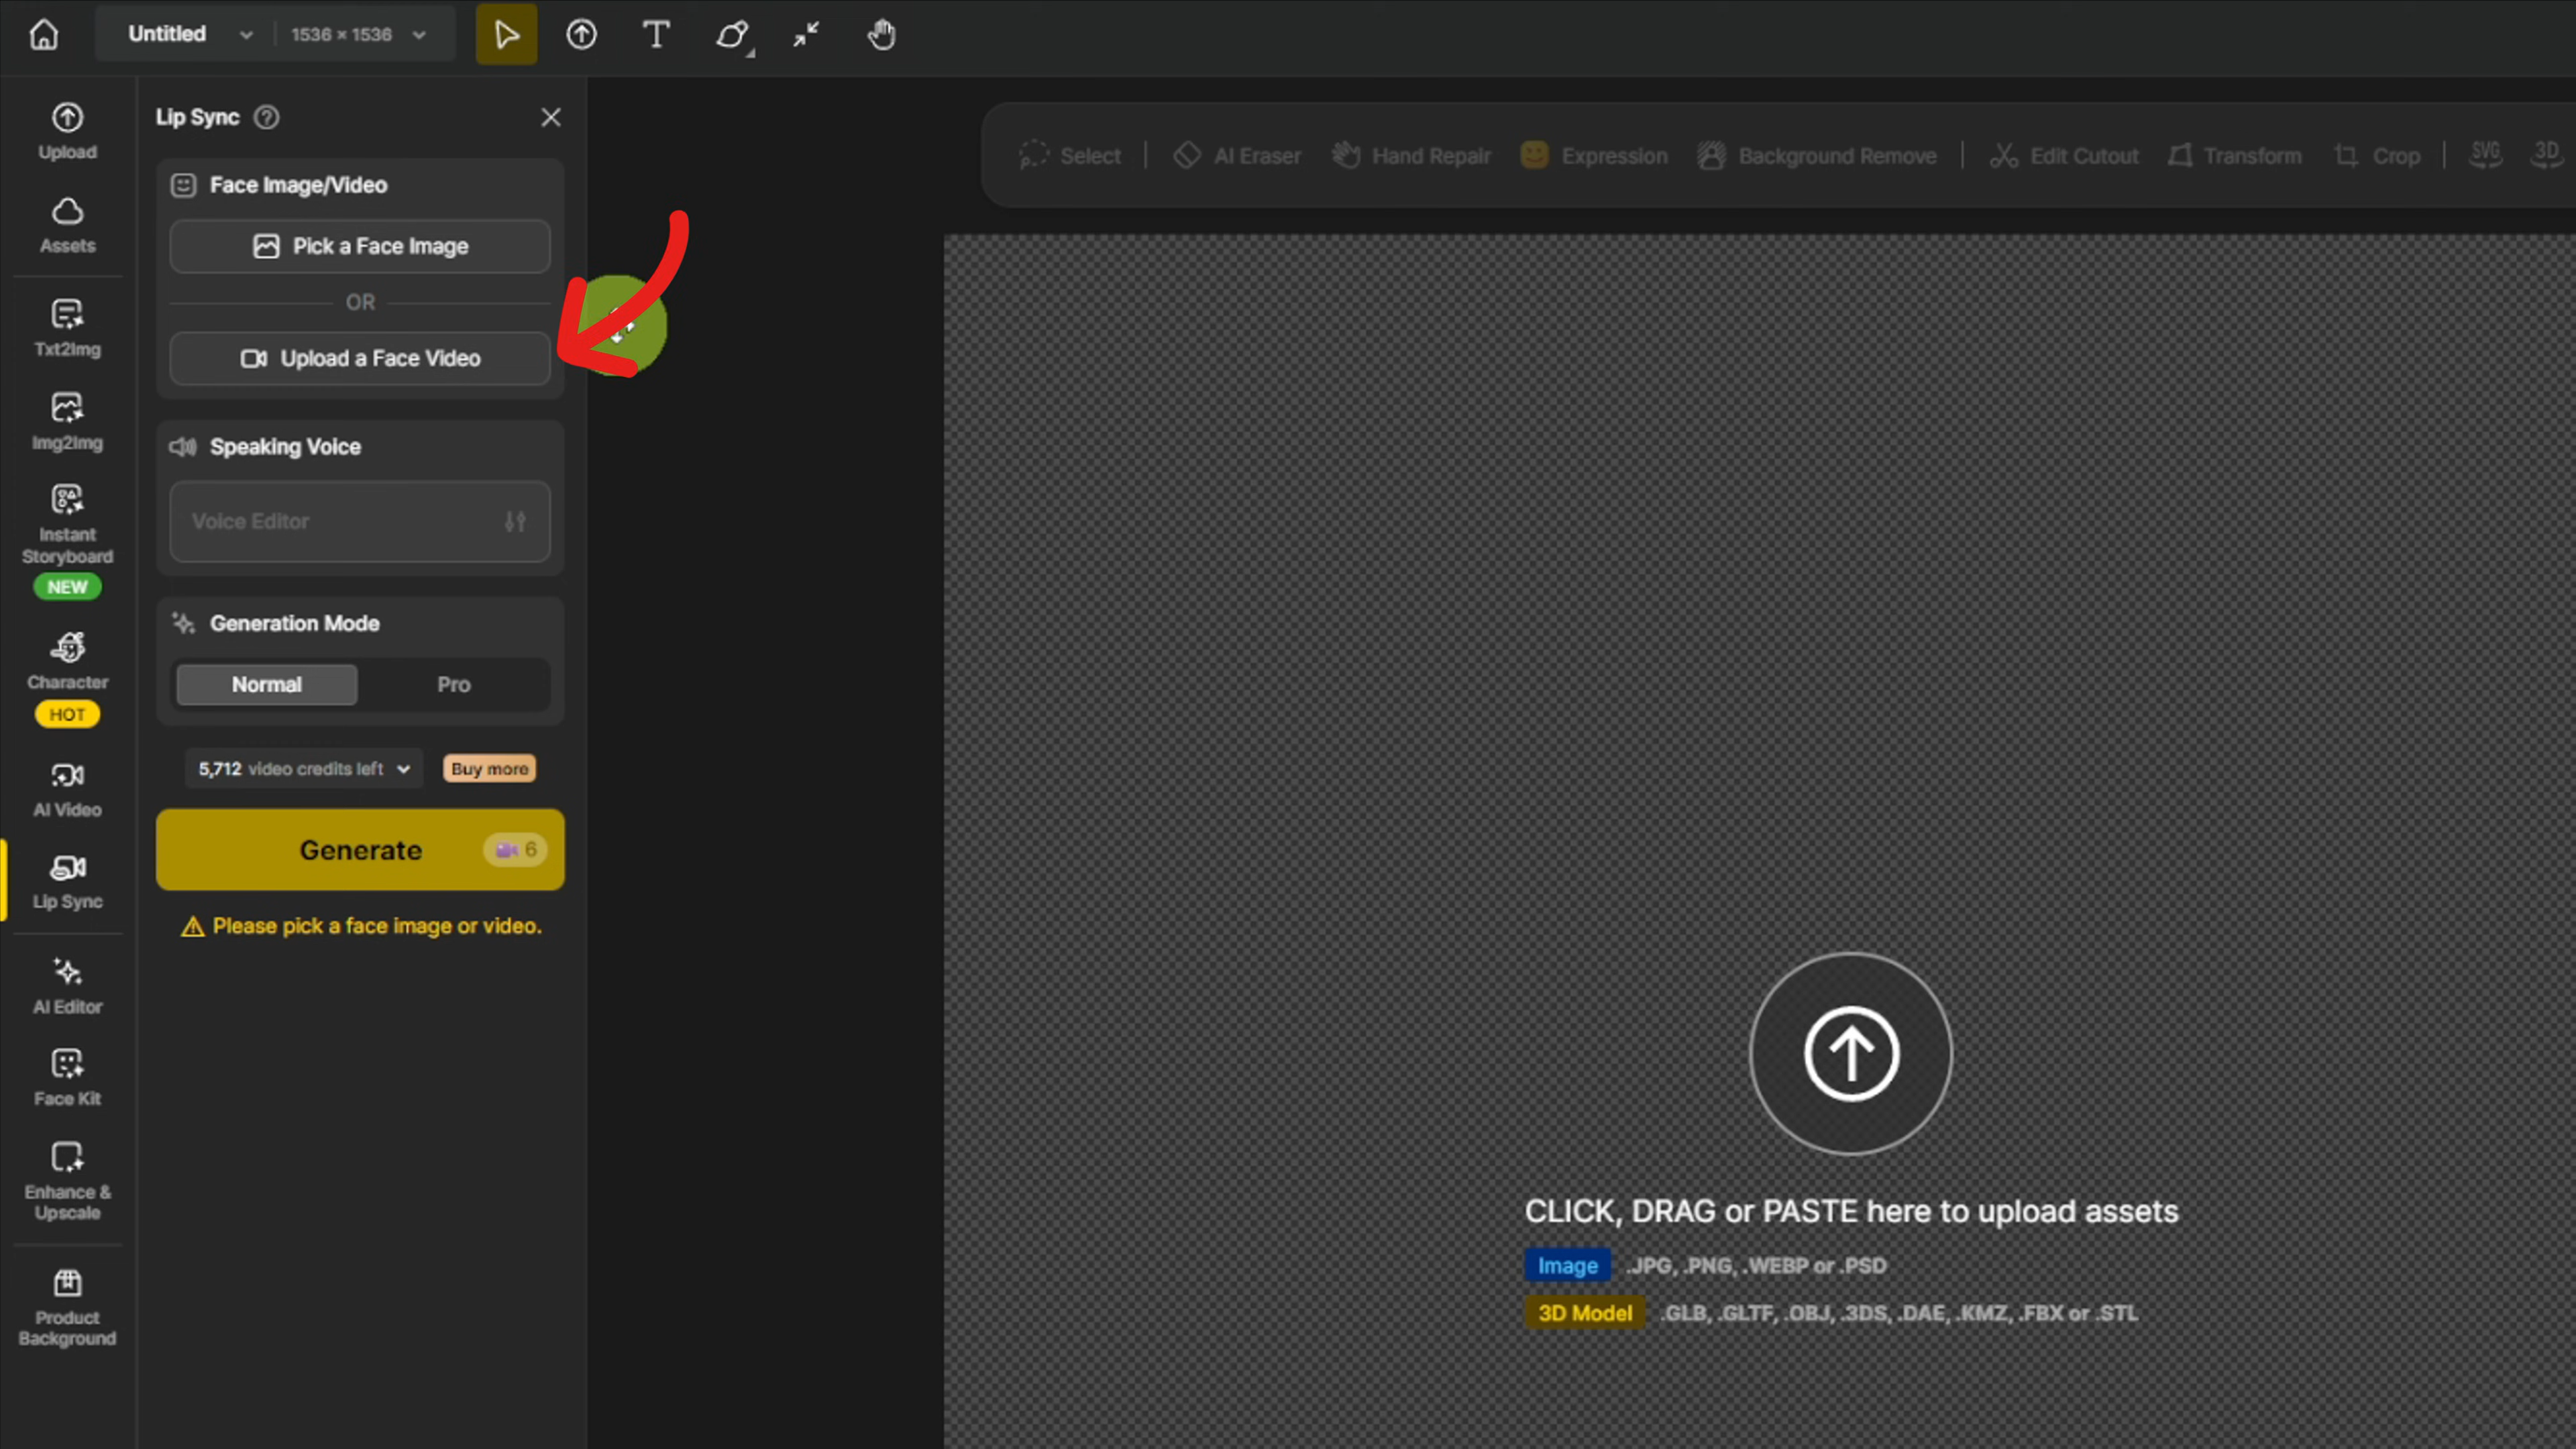 Untitled
1536 × 1536
Upload
Assets
Txt2Img
Img2Img
Instant
Storyboard
NEW
Character
HOT
AI Video
Lip Sync
AI Editor
Face Kit
Enhance &
Upscale
Product
Background
Lip Sync
Face Image/Video
Pick a Face Image
OR
Upload a Face Video
Speaking Voice
Voice Editor
Generation Mode
Normal Pro
5,712 video credits left Buy more
Generate 6
Please pick a face image or video.
Select AI Eraser Hand Repair Expression Background Remove Edit Cutout Transform Crop SVG 3D
CLICK, DRAG or PASTE here to upload assets
Image .JPG, .PNG, .WEBP or .PSD
3D Model .GLB, .GLTF, .OBJ, .3DS, .DAE, .KMZ, .FBX or .STL